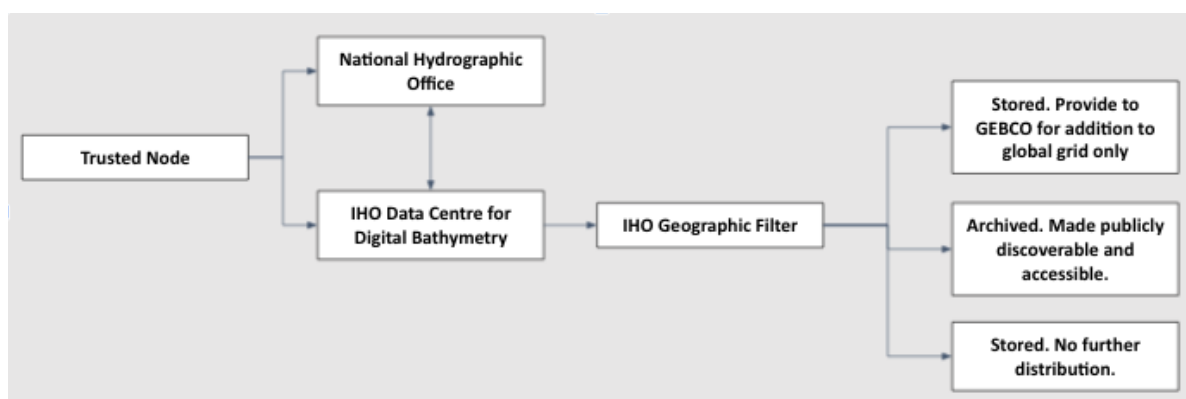 National Hydrographic
Office
Trusted Node
IHO Data Centre for
Digital Bathymetry
IHO Geographic Filter
Stored. Provide to
GEBCO for addition to
global grid only
Archived. Made publicly
discoverable and
accessible.
Stored. No further
distribution.